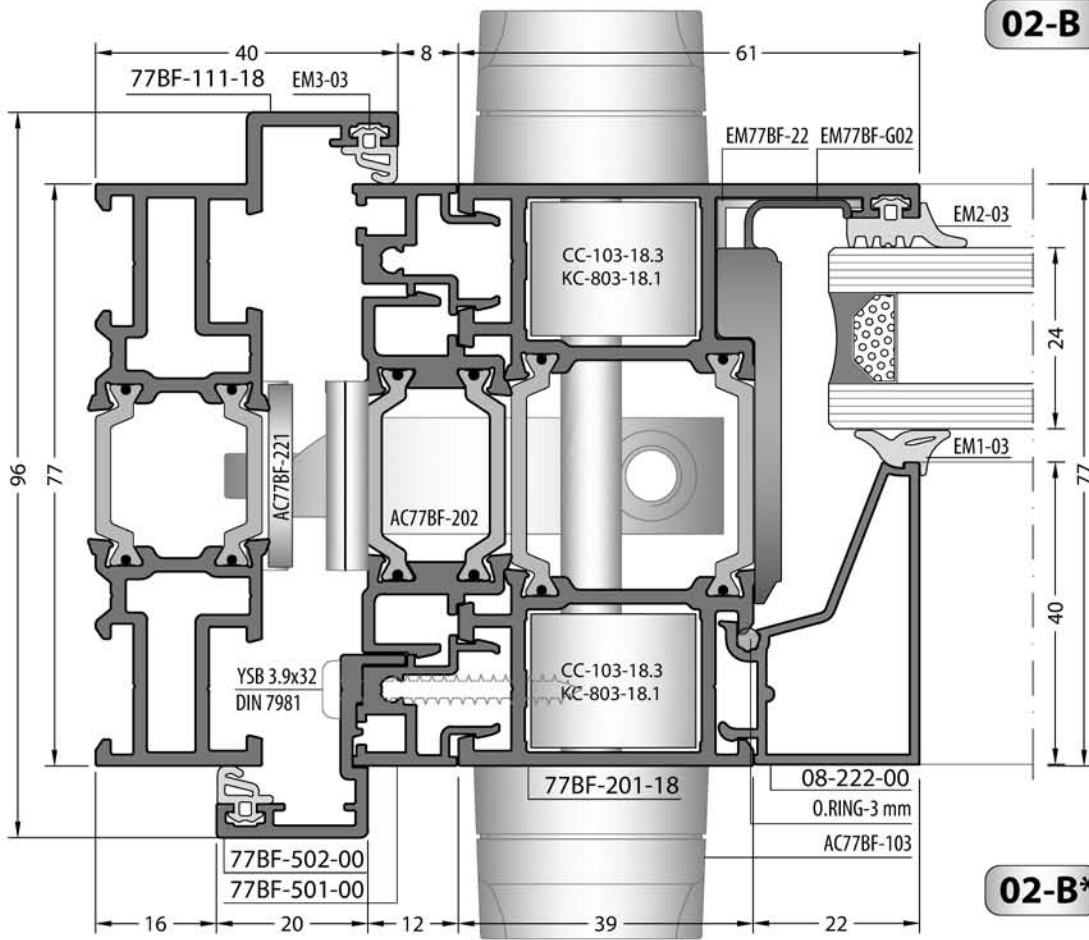 02-B
40
8
61
77BF-111-18
EM3-03
EM77BF-22
EM77BF-G02
EM2-03
CC-103-18.3
KC-803-18.1
24
96
77
AC77BF-221
AC77BF-202
EM1-03
77
40
YSB 3.9x32
DIN 7981
CC-103-18.3
KC-803-18.1
77BF-201-18
08-222-00
O.RING-3 mm
AC77BF-103
77BF-502-00
77BF-501-00
02-B*
16
20
12
39
22